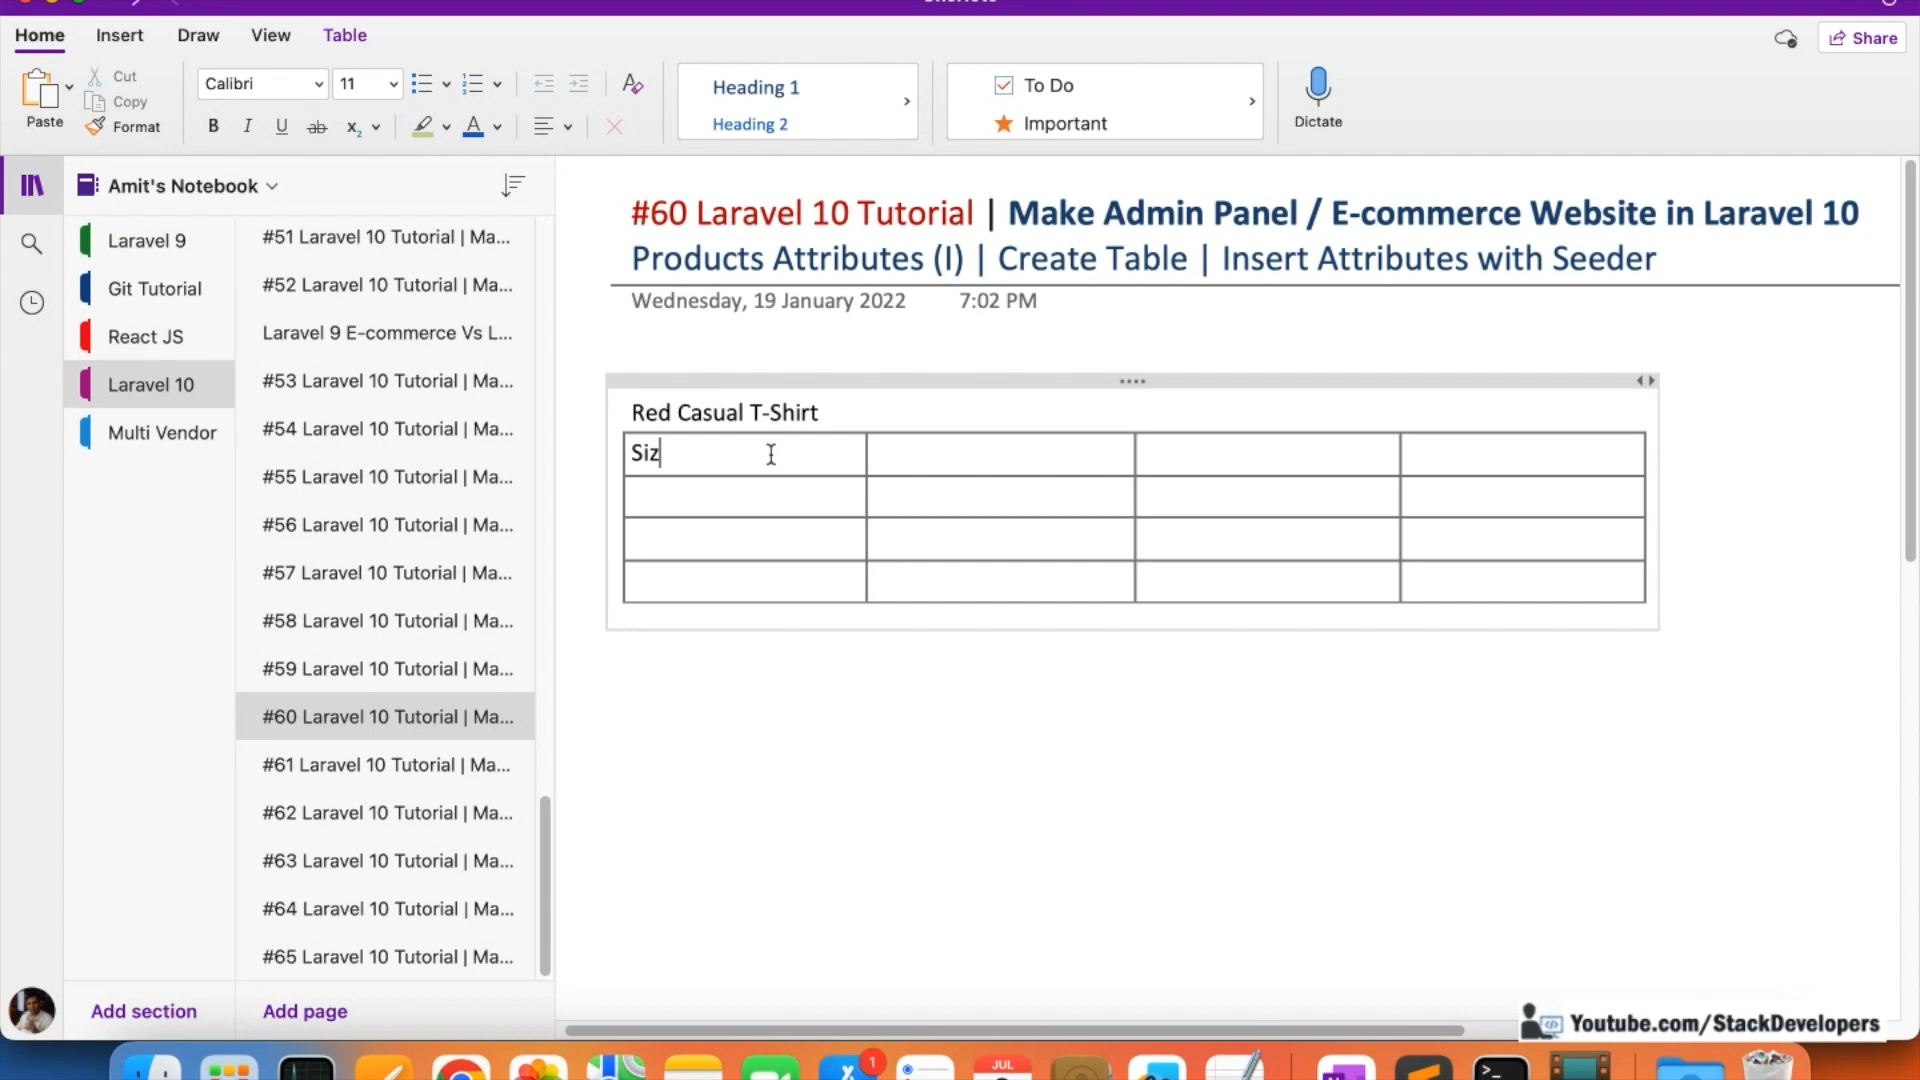 Home Insert Draw View Table
Share
Paste
Cut
Copy
Format
Calibri 11
B I U ab x₂ A
Heading 1
Heading 2
To Do
Important
Dictate
Amit's Notebook
Laravel 9
Git Tutorial
React JS
Laravel 10
Multi Vendor
Add section
#51 Laravel 10 Tutorial | Ma...
#52 Laravel 10 Tutorial | Ma...
Laravel 9 E-commerce Vs L...
#53 Laravel 10 Tutorial | Ma...
#54 Laravel 10 Tutorial | Ma...
#55 Laravel 10 Tutorial | Ma...
#56 Laravel 10 Tutorial | Ma...
#57 Laravel 10 Tutorial | Ma...
#58 Laravel 10 Tutorial | Ma...
#59 Laravel 10 Tutorial | Ma...
#60 Laravel 10 Tutorial | Ma...
#61 Laravel 10 Tutorial | Ma...
#62 Laravel 10 Tutorial | Ma...
#63 Laravel 10 Tutorial | Ma...
#64 Laravel 10 Tutorial | Ma...
#65 Laravel 10 Tutorial | Ma...
Add page
#60 Laravel 10 Tutorial | Make Admin Panel / E-commerce Website in Laravel 10
Products Attributes (I) | Create Table | Insert Attributes with Seeder
Wednesday, 19 January 2022 7:02 PM
Red Casual T-Shirt
Siz
Youtube.com/StackDevelopers
1
JUL